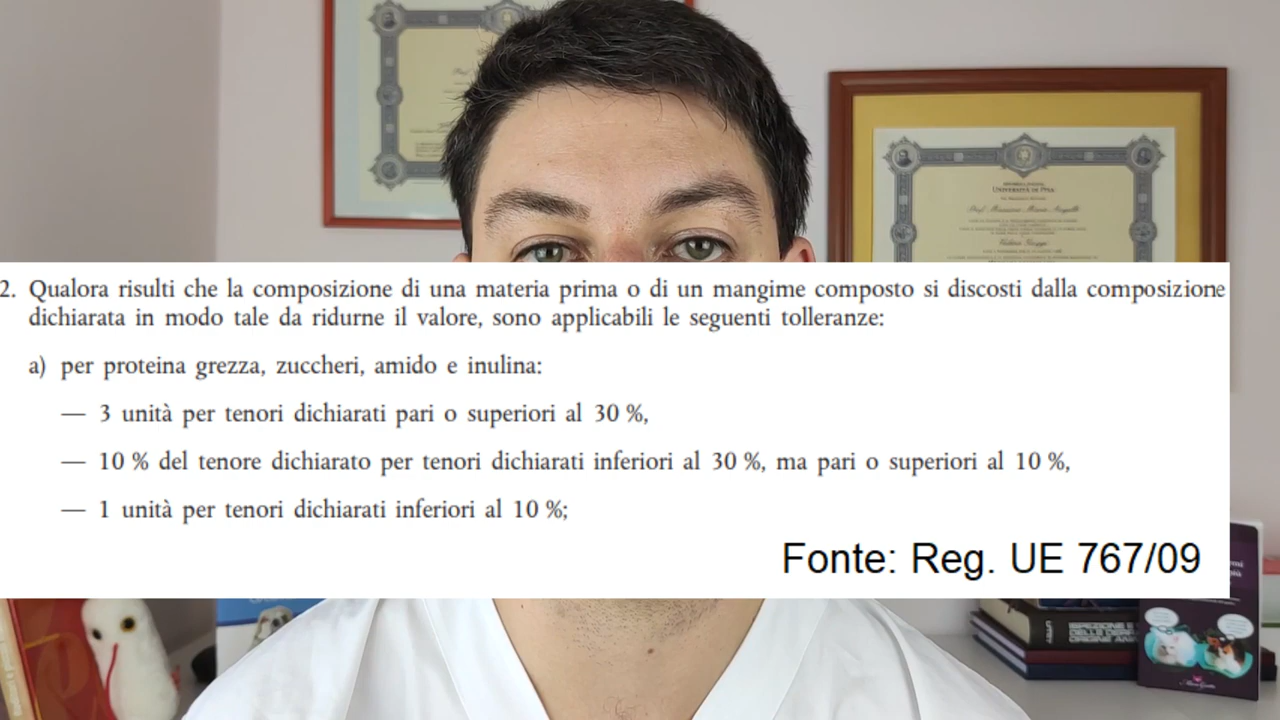 UNIVERSITÀ DI PISA
2. Qualora risulti che la composizione di una materia prima o di un mangime composto si discosti dalla composizione
dichiarata in modo tale da ridurne il valore, sono applicabili le seguenti tolleranze:
a) per proteina grezza, zuccheri, amido e inulina:
— 3 unità per tenori dichiarati pari o superiori al 30 %,
— 10 % del tenore dichiarato per tenori dichiarati inferiori al 30 %, ma pari o superiori al 10 %,
— 1 unità per tenori dichiarati inferiori al 10 %;
Fonte: Reg. UE 767/09